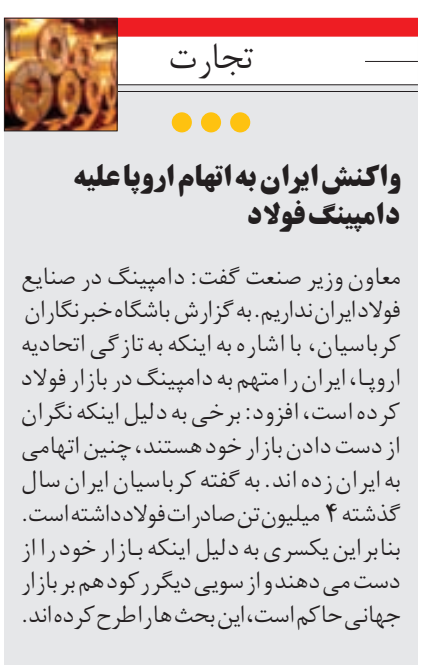 تجارت
واکنش ایران به اتهام اروپا علیه
دامپینگ فولاد
معاون وزیر صنعت گفت: دامپینگ در صنایع
فولاد ایران نداریم. به گزارش باشگاه خبرنگاران
کرباسیان، با اشاره به اینکه به تازگی اتحادیه
اروپا، ایران را متهم به دامپینگ در بازار فولاد
کرده است، افزود: برخی به دلیل اینکه نگران
از دست دادن بازار خود هستند، چنین اتهامی
به ایران زده اند. به گفته کرباسیان ایران سال
گذشته ۴ میلیون تن صادرات فولاد داشته است.
بنابراین یکسری به دلیل اینکه بازار خود را از
دست می دهند و از سویی دیگر رکود هم بر بازار
جهانی حاکم است، این بحث ها را طرح کرده اند.